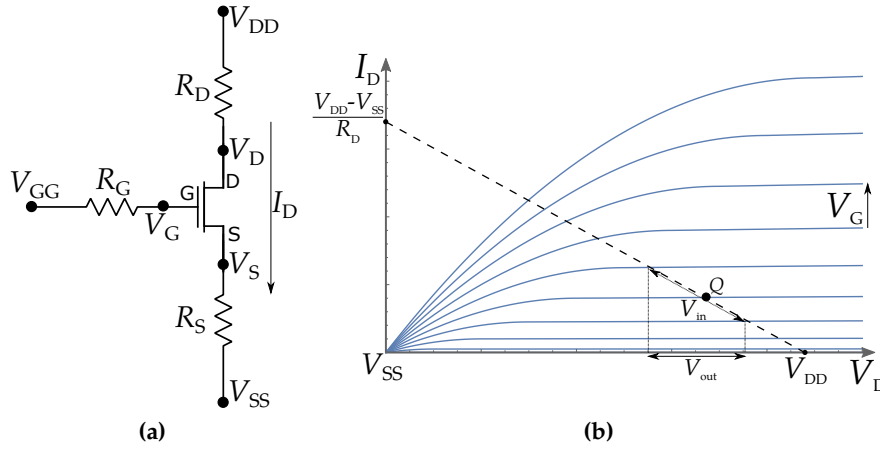 V_DD
R_D
V_D
V_GG
R_G
G
D
I_D
V_G
S
V_S
R_S
V_SS
(a)
I_D
V_DD-V_SS
R_D
V_G
Q
V_in
V_SS
V_out
V_DD
V_D
(b)